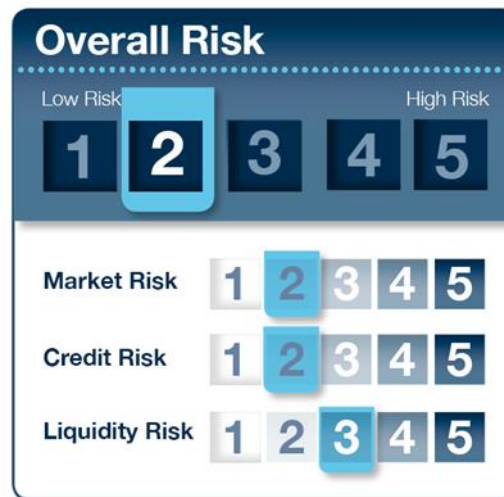 Overall Risk
Low Risk High Risk
1 2 3 4 5
Market Risk 1 2 3 4 5
Credit Risk 1 2 3 4 5
Liquidity Risk 1 2 3 4 5